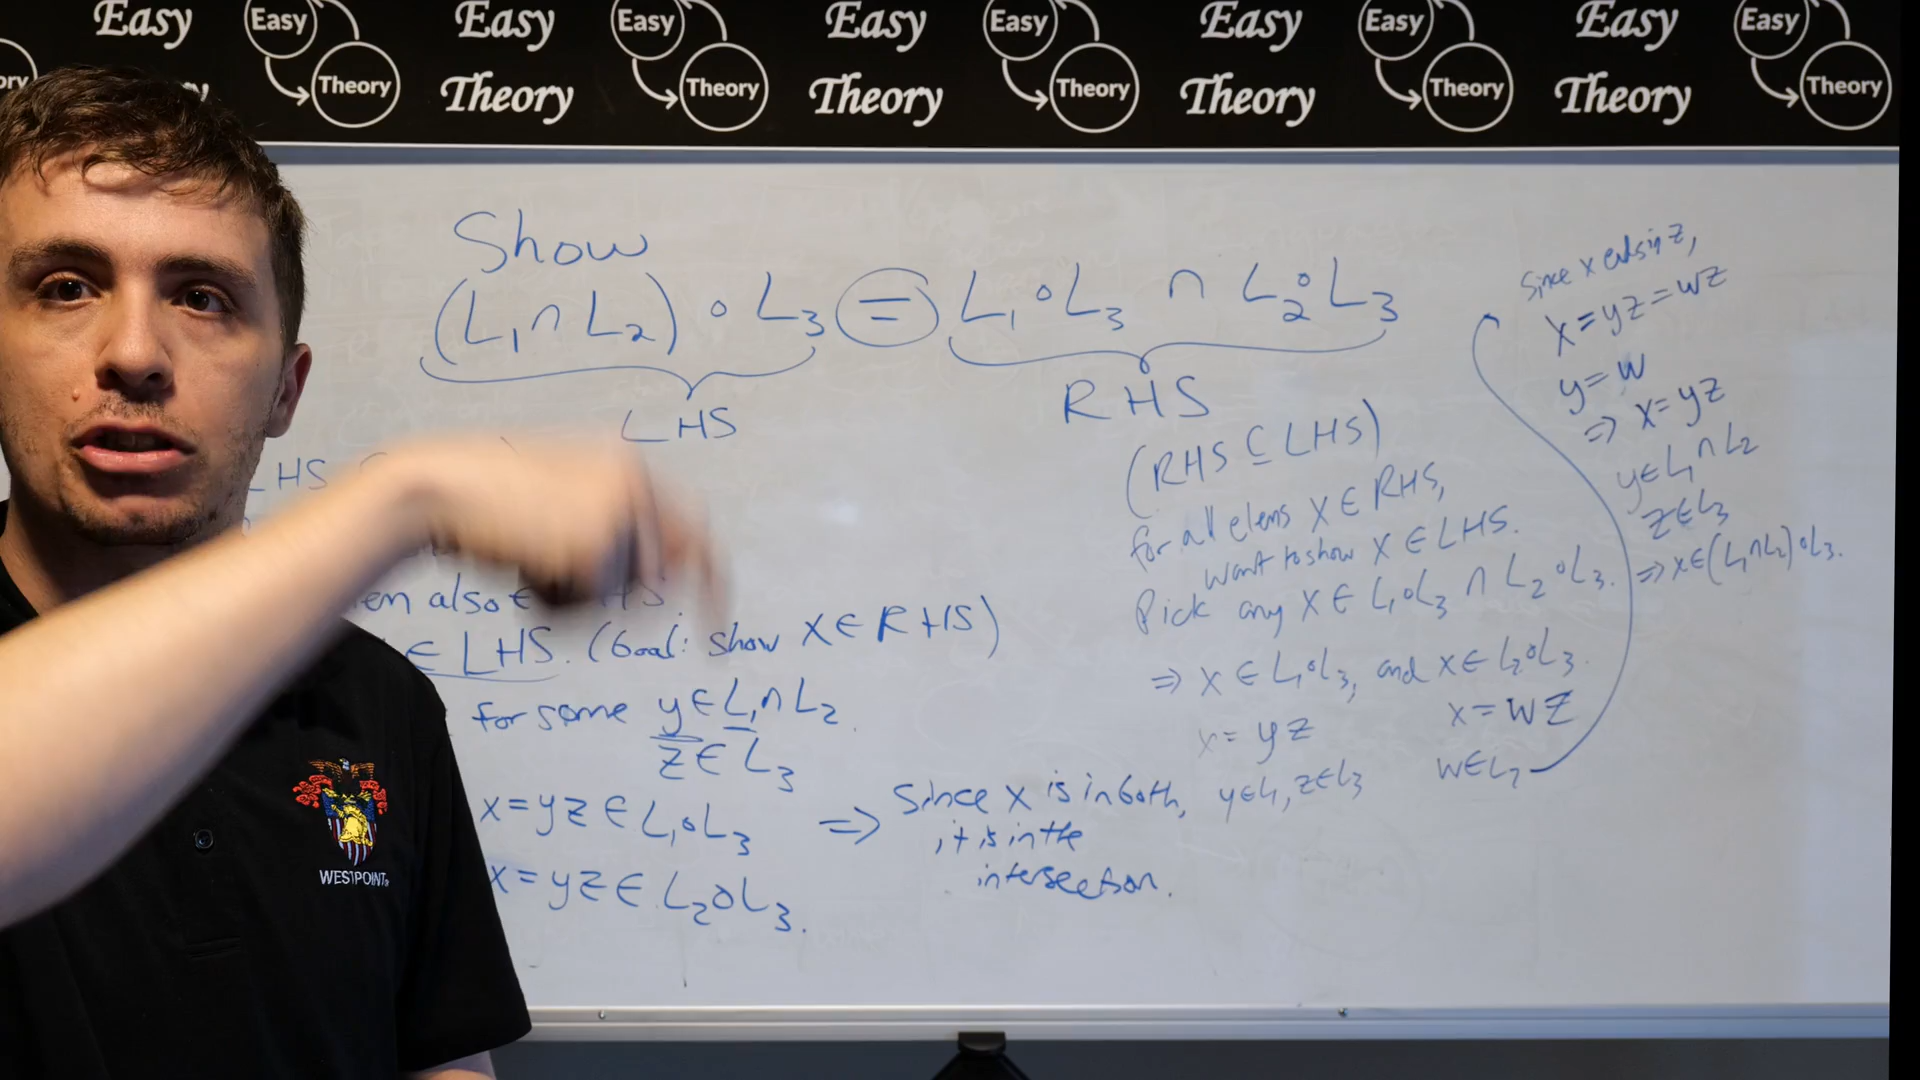 Easy Theory Easy Theory Easy Theory Easy Theory Easy Theory Easy Theory Easy Theory Easy Theory Easy Theory Easy Theory
Show
(L₁∩L₂)∘L₃ = L₁∘L₃ ∩ L₂∘L₃
LHS
RHS
LHS
also ∈
∈ LHS. (Goal: show x∈RHS)
for some y∈L₁∩L₂.
z∈L₃
x=yz∈L₁∘L₃
x=yz∈L₂∘L₃.
⇒ Since x is in both,
it is in the
intersection.
(RHS⊆LHS)
for all elems x∈RHS,
want to show x∈LHS.
Pick any x∈L₁∘L₃ ∩ L₂∘L₃.
⇒ x∈L₁∘L₃, and x∈L₂∘L₃.
x=yz
x=wz
y∈L₁, z∈L₃
w∈L₂
Since x ends in z,
x=yz=wz
y=w
⇒ x=yz
y∈L₁∩L₂
z∈L₃
⇒x∈(L₁∩L₂)∘L₃.
WESTPOINT